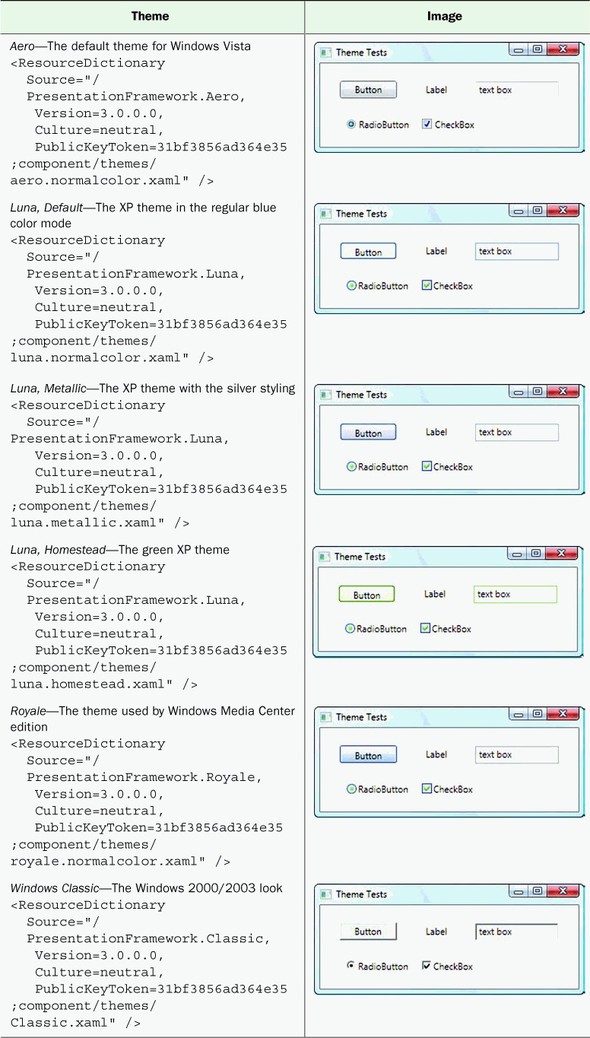 Theme Image
Aero—The default theme for Windows Vista
<ResourceDictionary
Source="/
PresentationFramework.Aero,
Version=3.0.0.0,
Culture=neutral,
PublicKeyToken=31bf3856ad364e35
;component/themes/
aero.normalcolor.xaml" />
Theme Tests
Button Label text box
RadioButton CheckBox
Luna, Default—The XP theme in the regular blue
color mode
<ResourceDictionary
Source="/
PresentationFramework.Luna,
Version=3.0.0.0,
Culture=neutral,
PublicKeyToken=31bf3856ad364e35
;component/themes/
luna.normalcolor.xaml" />
Theme Tests
Button Label text box
RadioButton CheckBox
Luna, Metallic—The XP theme with the silver styling
<ResourceDictionary
Source="/
PresentationFramework.Luna,
Version=3.0.0.0,
Culture=neutral,
PublicKeyToken=31bf3856ad364e35
;component/themes/
luna.metallic.xaml" />
Theme Tests
Button Label text box
RadioButton CheckBox
Luna, Homestead—The green XP theme
<ResourceDictionary
Source="/
PresentationFramework.Luna,
Version=3.0.0.0,
Culture=neutral,
PublicKeyToken=31bf3856ad364e35
;component/themes/
luna.homestead.xaml" />
Theme Tests
Button Label text box
RadioButton CheckBox
Royale—The theme used by Windows Media Center
edition
<ResourceDictionary
Source="/
PresentationFramework.Royale,
Version=3.0.0.0,
Culture=neutral,
PublicKeyToken=31bf3856ad364e35
;component/themes/
royale.normalcolor.xaml" />
Theme Tests
Button Label text box
RadioButton CheckBox
Windows Classic—The Windows 2000/2003 look
<ResourceDictionary
Source="/
PresentationFramework.Classic,
Version=3.0.0.0,
Culture=neutral,
PublicKeyToken=31bf3856ad364e35
;component/themes/
Classic.xaml" />
Theme Tests
Button Label text box
RadioButton CheckBox